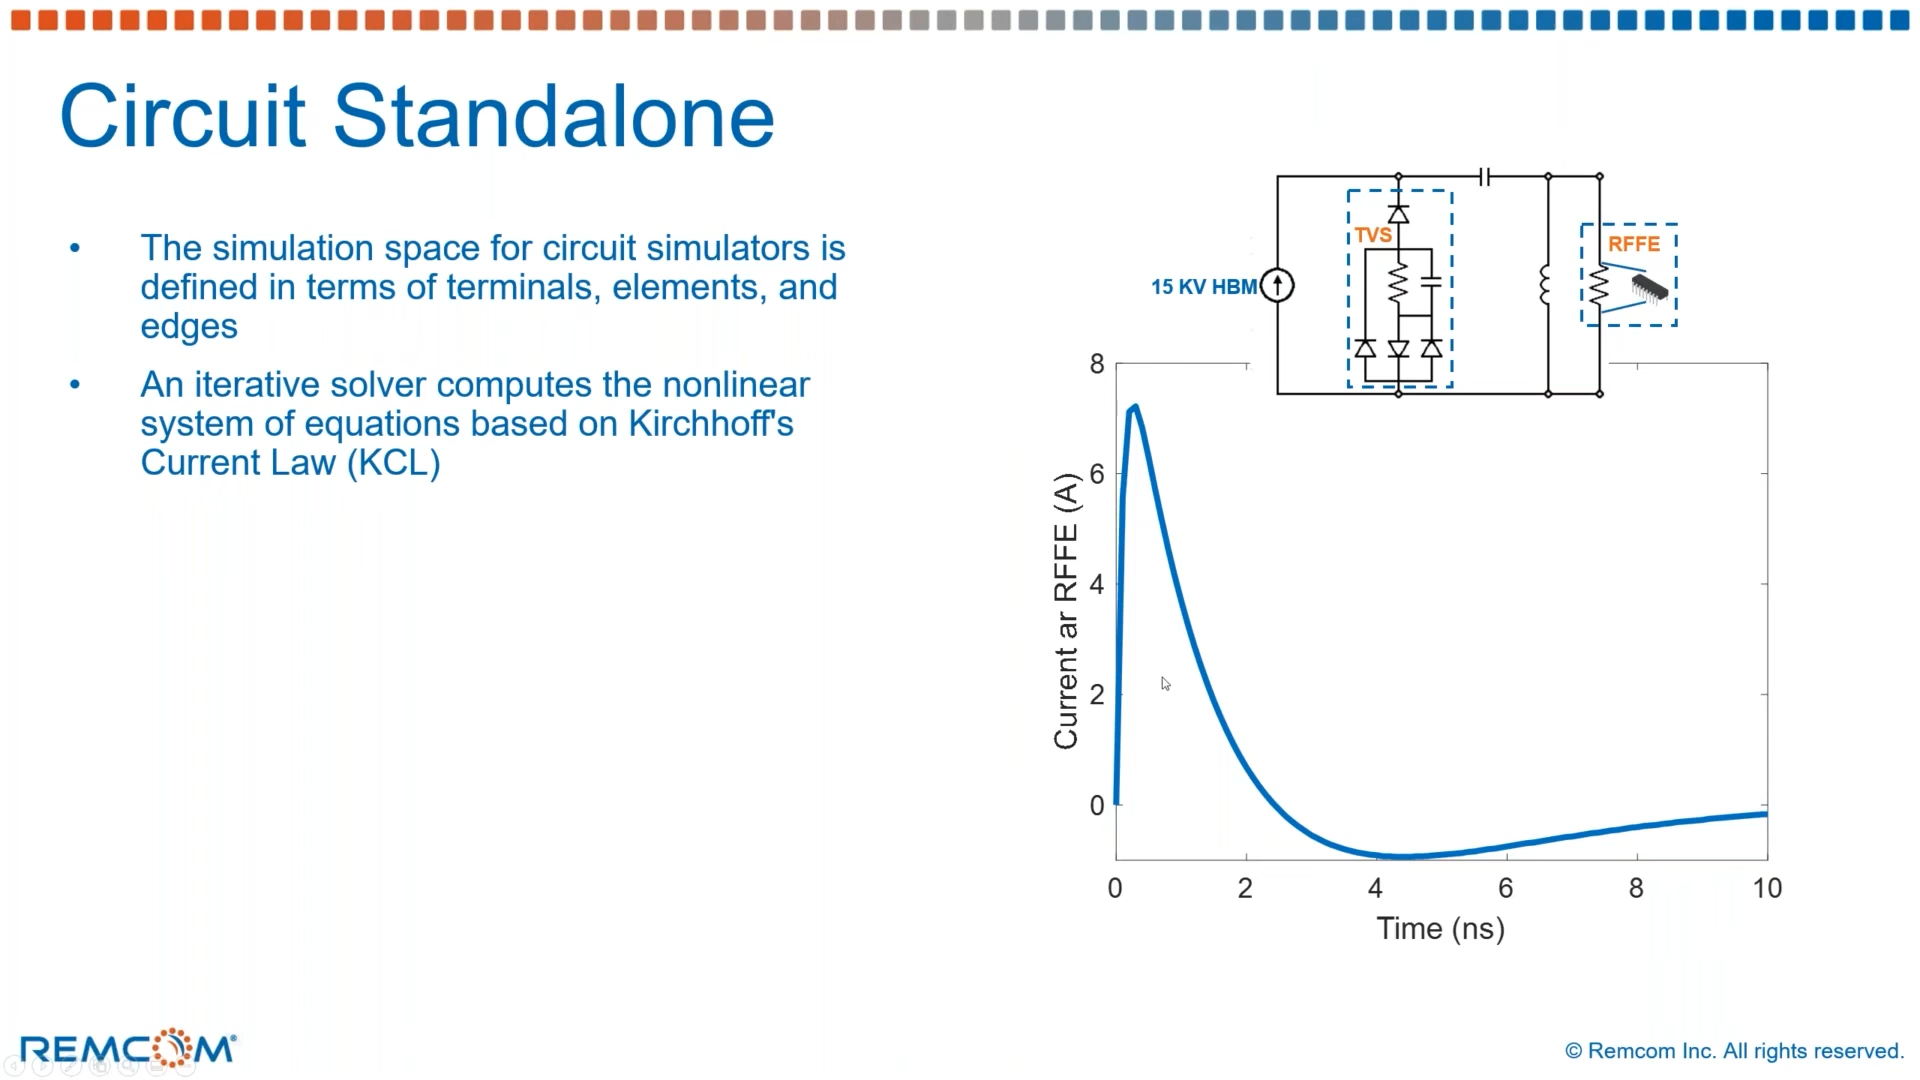 Circuit Standalone
• The simulation space for circuit simulators is
defined in terms of terminals, elements, and
edges
• An iterative solver computes the nonlinear
system of equations based on Kirchhoff's
Current Law (KCL)
TVS
RFFE
15 KV HBM
8
6
4
2
0
Current ar RFFE (A)
0 2 4 6 8 10
Time (ns)
REMCOM®
© Remcom Inc. All rights reserved.